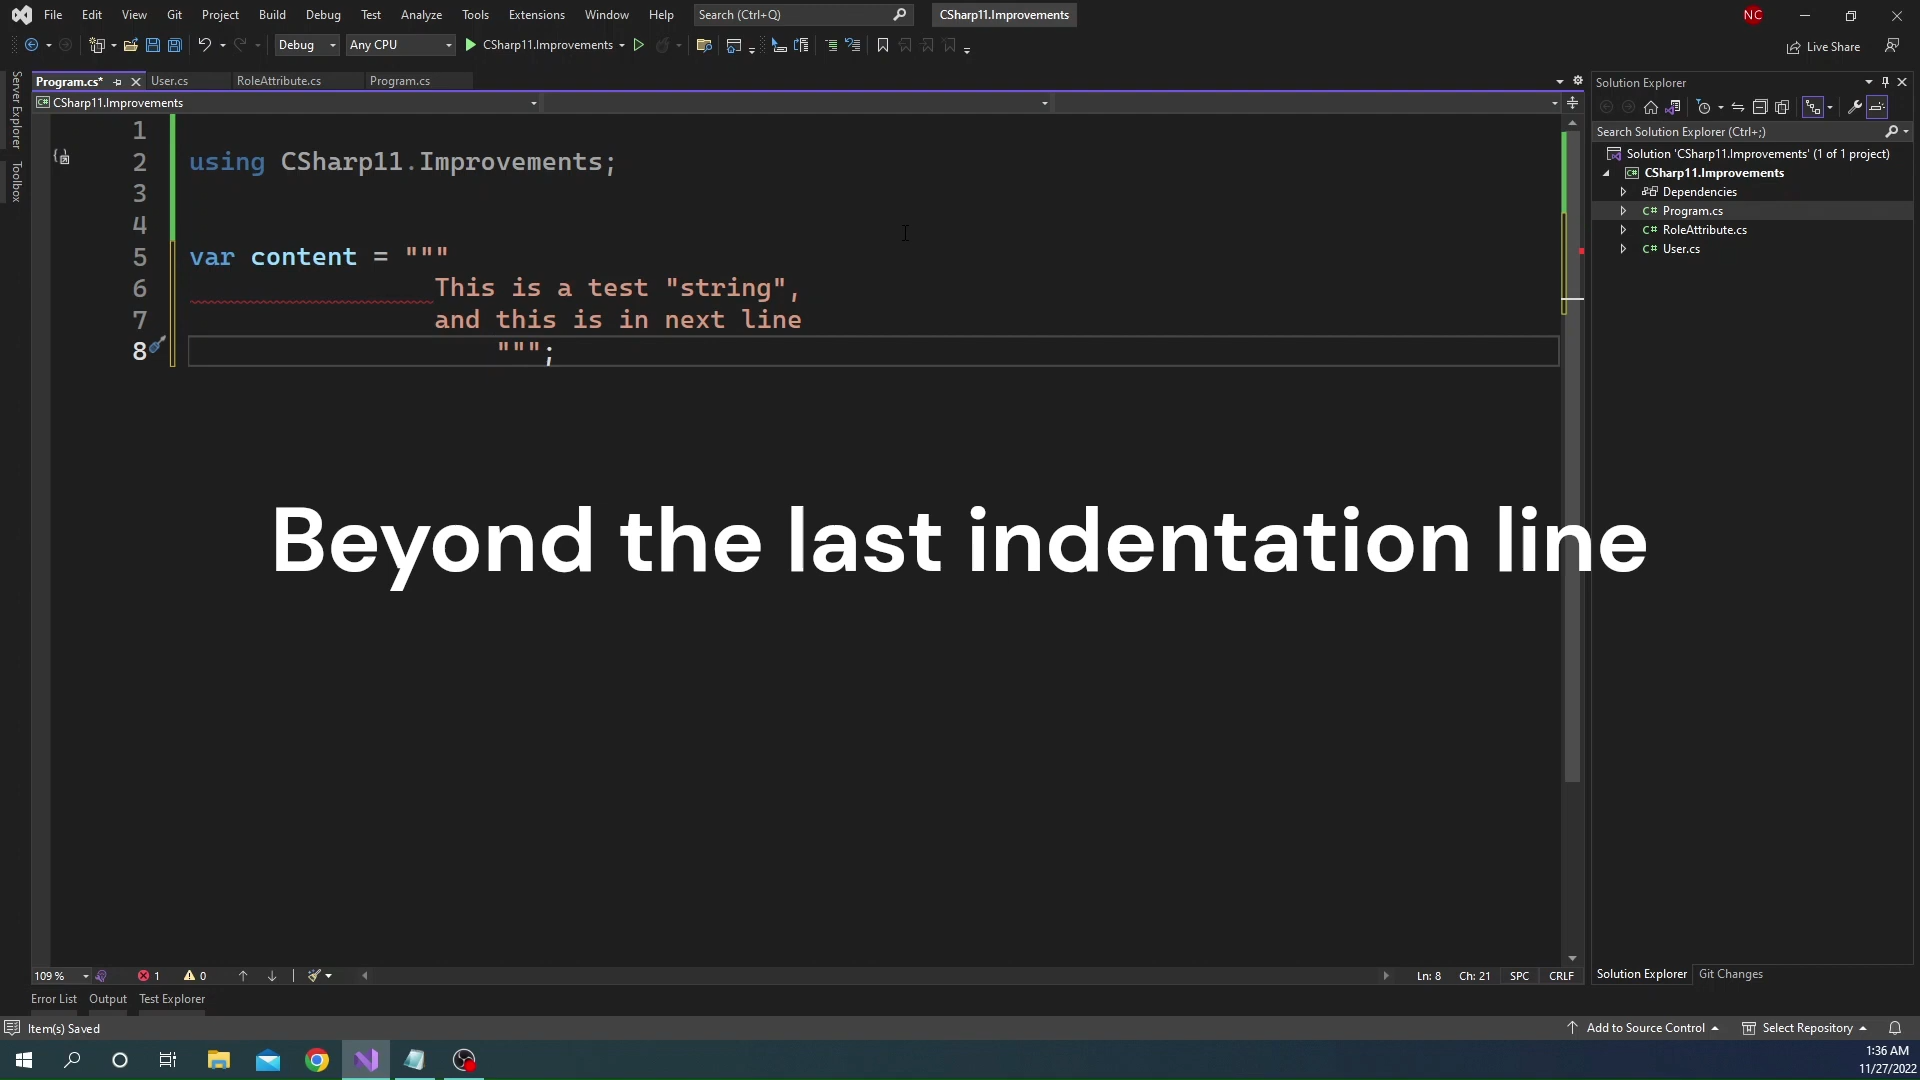 File Edit View Git Project Build Debug Test Analyze Tools Extensions Window Help Search (Ctrl+Q) CSharp11.Improvements NC
Debug Any CPU CSharp11.Improvements Live Share
Server Explorer
Toolbox
Program.cs* User.cs RoleAttribute.cs Program.cs
C# CSharp11.Improvements
1
2 using CSharp11.Improvements;
3
4
5 var content = """
6 This is a test "string",
7 and this is in next line
8 """;
Beyond the last indentation line
Solution Explorer
Search Solution Explorer (Ctrl+;)
Solution 'CSharp11.Improvements' (1 of 1 project)
C# CSharp11.Improvements
Dependencies
C# Program.cs
C# RoleAttribute.cs
C# User.cs
109 % 1 0 Ln: 8 Ch: 21 SPC CRLF
Solution Explorer Git Changes
Error List Output Test Explorer
Item(s) Saved Add to Source Control Select Repository
1:36 AM
11/27/2022